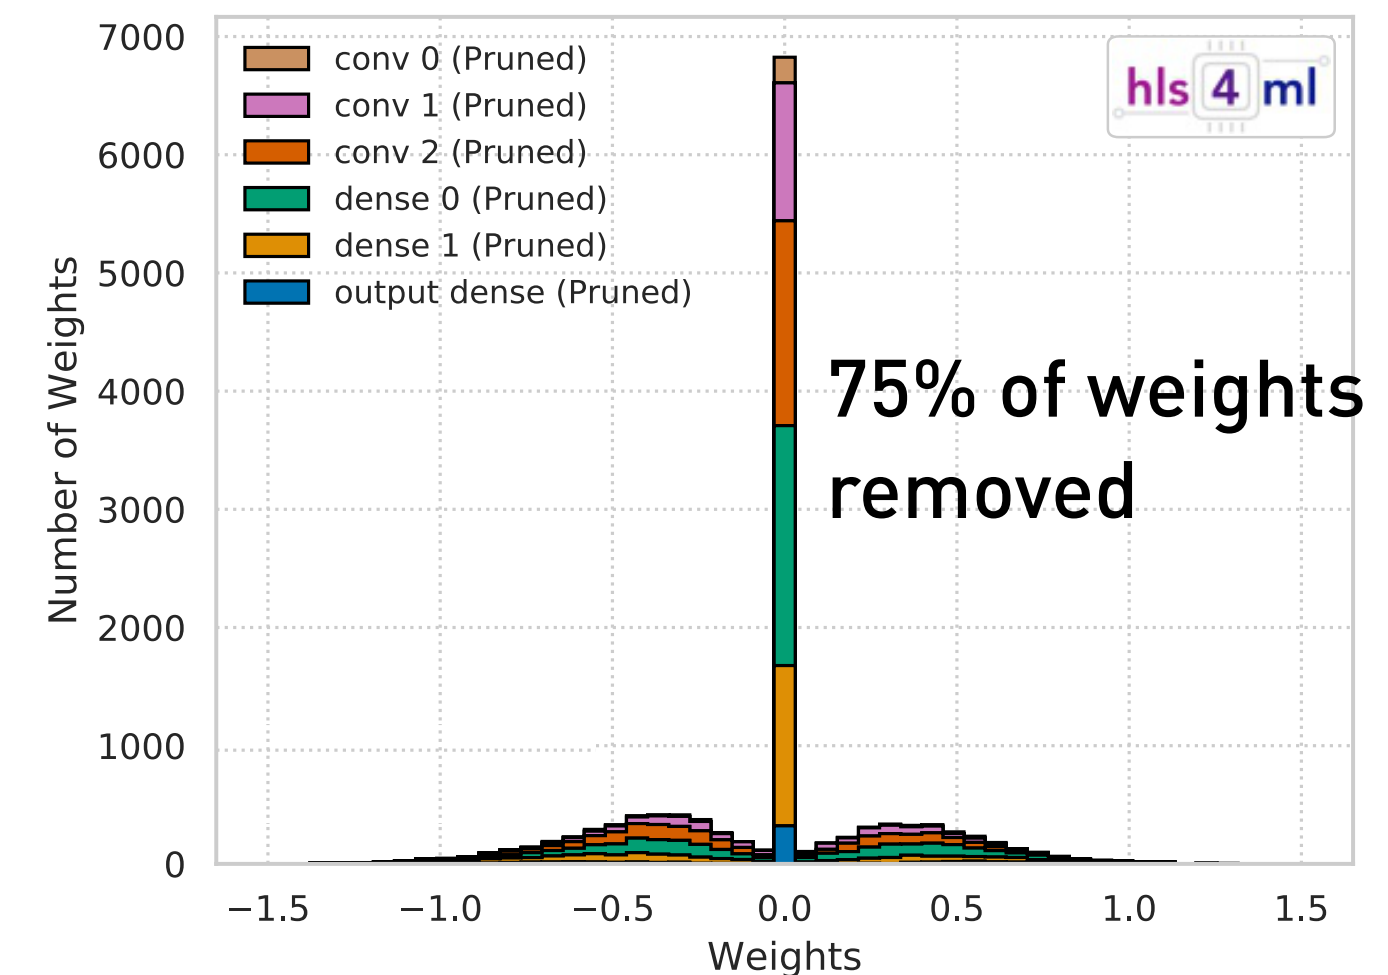 7000
6000
5000
4000
3000
2000
1000
0
Number of Weights
conv 0 (Pruned)
conv 1 (Pruned)
conv 2 (Pruned)
dense 0 (Pruned)
dense 1 (Pruned)
output dense (Pruned)
hls 4 ml
75% of weights
removed
−1.5 −1.0 −0.5 0.0 0.5 1.0 1.5
Weights